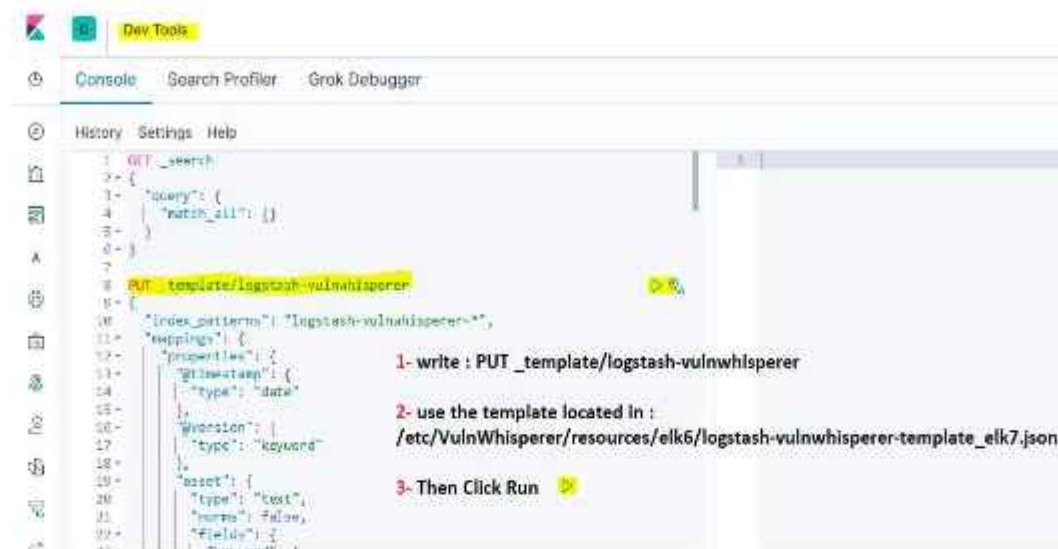 D Dev Tools
Console Search Profiler Grok Debugger
History Settings Help
1 GET _search
2 {
3 "query": {
4 "match_all": {}
5 }
6 }
7
8 PUT _template/logstash-vulnwhisperer
9 {
10 "index_patterns": "logstash-vulnwhisperer-*",
11 "mappings": {
12 "properties": {
13 "@timestamp": {
14 "type": "date"
15 },
16 "@version": {
17 "type": "keyword"
18 },
19 "asset": {
20 "type": "text",
21 "norms": false,
22 "fields": {
1
1- write : PUT _template/logstash-vulnwhisperer
2- use the template located in :
/etc/VulnWhisperer/resources/elk6/logstash-vulnwhisperer-template_elk7.json
3- Then Click Run